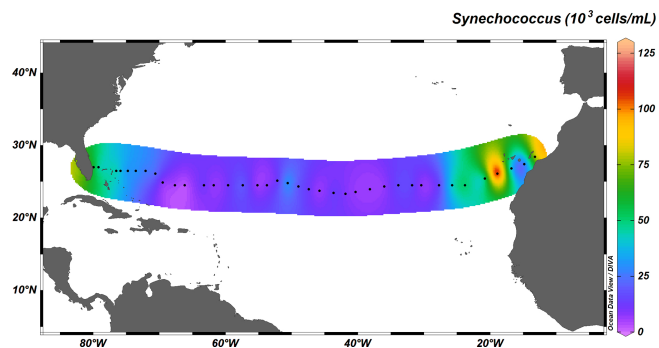 Synechococcus (10³ cells/mL)
40°N
30°N
20°N
10°N
80°W
60°W
40°W
20°W
125
100
75
50
25
0
Ocean Data View / DIVA